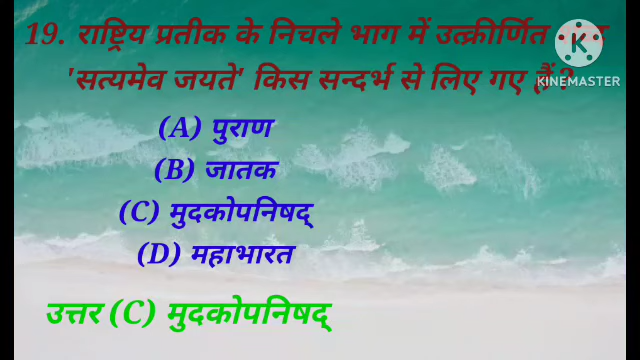 19. राष्ट्रिय प्रतीक के निचले भाग में उत्क्रीर्णित
'सत्यमेव जयते' किस सन्दर्भ से लिए गए हैं?
(A) पुराण
(B) जातक
(C) मुदकोपनिषद्
(D) महाभारत
उत्तर (C) मुदकोपनिषद्
K
KINEMASTER